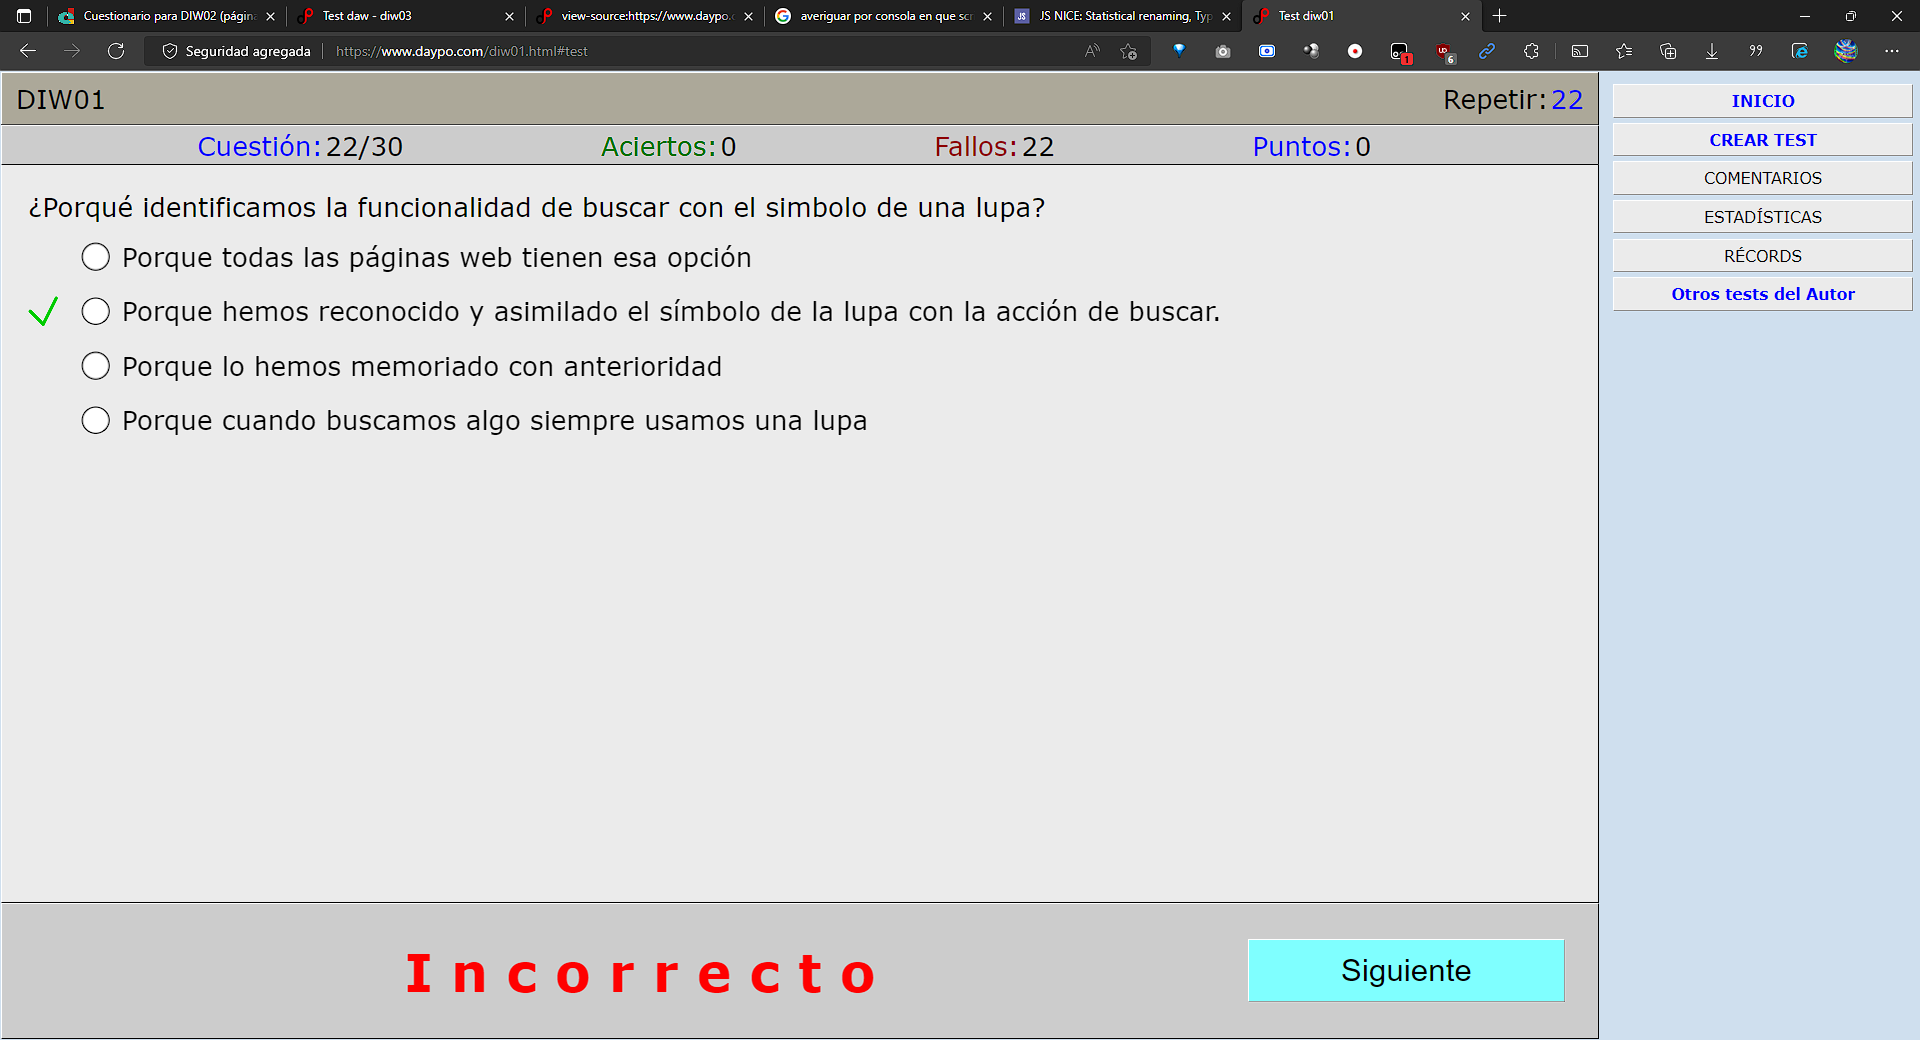 Cuestionario para DIW02 (págin
Test daw - diw03
view-source:https://www.daypo.c
averiguar por consola en que scr
JS NICE: Statistical renaming, Typ
Test diw01
Seguridad agregada
https://www.daypo.com/diw01.html#test
1
6
DIW01
Repetir: 22
Cuestión: 22/30
Aciertos: 0
Fallos: 22
Puntos: 0
¿Porqué identificamos la funcionalidad de buscar con el simbolo de una lupa?
Porque todas las páginas web tienen esa opción
Porque hemos reconocido y asimilado el símbolo de la lupa con la acción de buscar.
Porque lo hemos memoriado con anterioridad
Porque cuando buscamos algo siempre usamos una lupa
Incorrecto
Siguiente
INICIO
CREAR TEST
COMENTARIOS
ESTADÍSTICAS
RÉCORDS
Otros tests del Autor